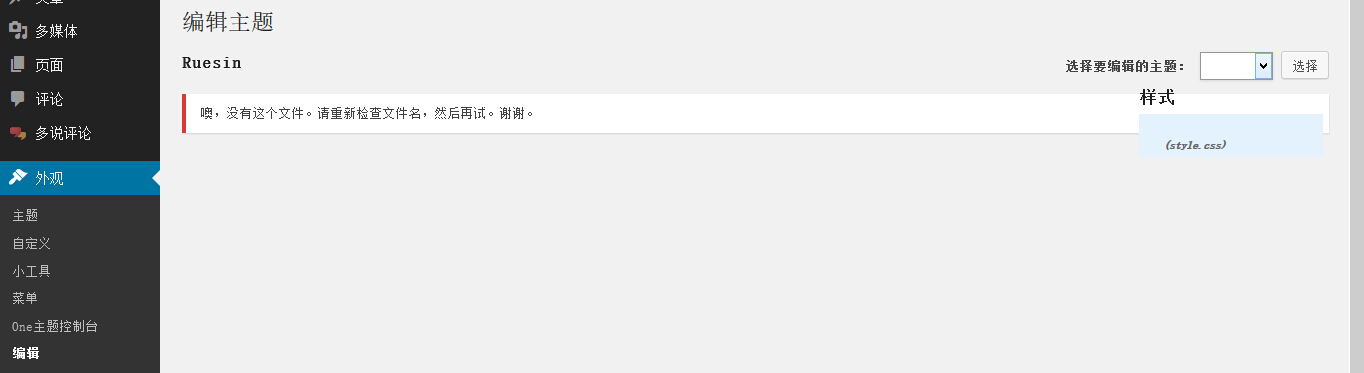 多媒体
页面
评论
多说评论
外观
主题
自定义
小工具
菜单
One主题控制台
编辑
编辑主题
Ruesin
选择要编辑的主题：
选择
噢，没有这个文件。请重新检查文件名，然后再试。谢谢。
样式
(style.css)